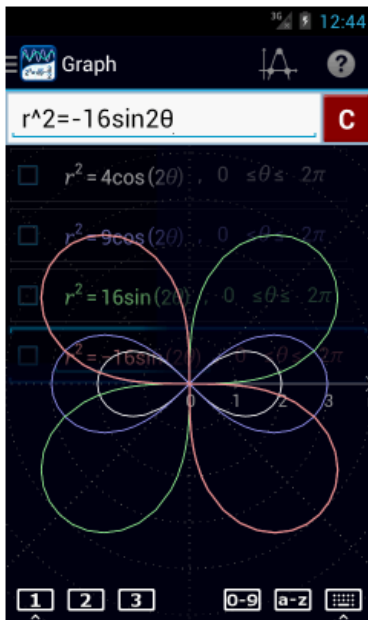 3G 12:44
Graph ?
r^2=-16sin2θ C
r² = 4cos(2θ) , 0 ≤θ≤ 2π
r² = 9cos(2θ) , 0 ≤θ≤ 2π
r² = 16sin(2θ) , 0 ≤θ≤ 2π
r² = -16sin(2θ) , 0 ≤θ≤ 2π
0 1 2 3
1 2 3 0-9 a-z